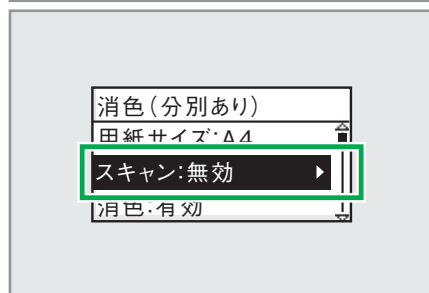 消色（分別あり）
用紙サイズ：A4
スキャン：無効
消色：有効